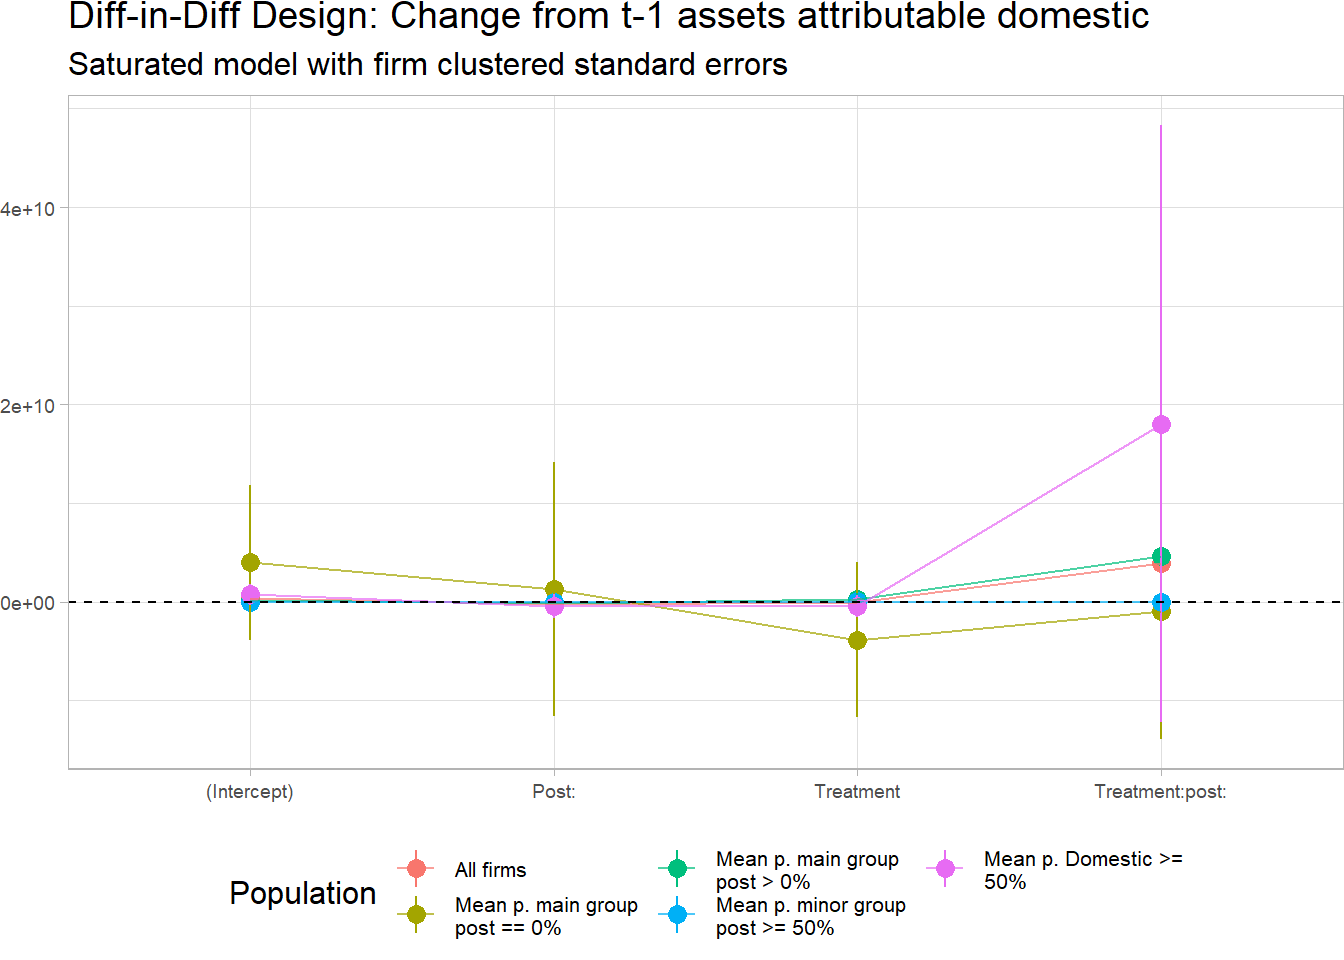 Diff-in-Diff Design: Change from t-1 assets attributable domestic
Saturated model with firm clustered standard errors
4e+10
2e+10
0e+00
(Intercept)
Post:
Treatment
Treatment:post:
Population
All firms
Mean p. main group
post == 0%
Mean p. main group
post > 0%
Mean p. minor group
post >= 50%
Mean p. Domestic >=
50%